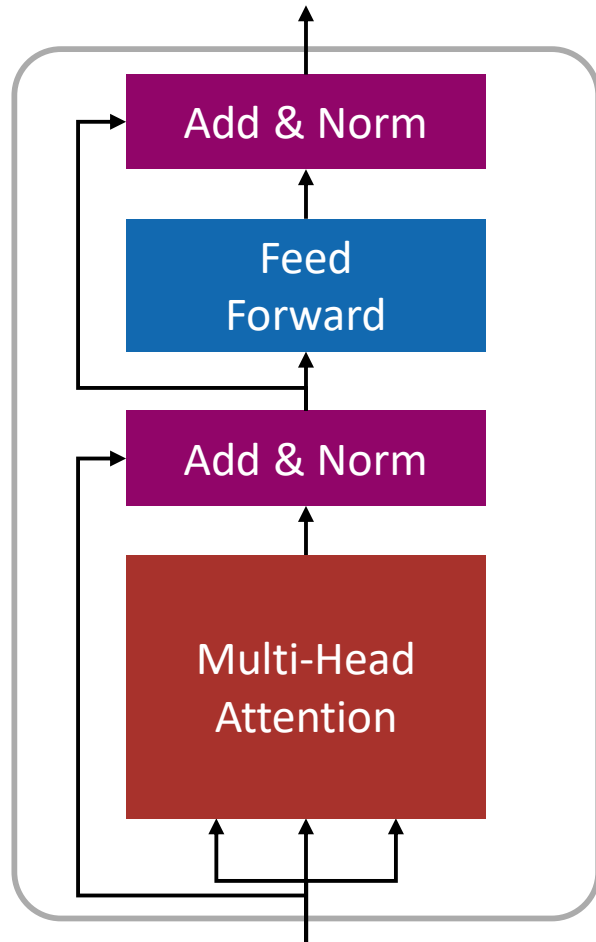 Add & Norm
Feed
Forward
Add & Norm
Multi-Head
Attention